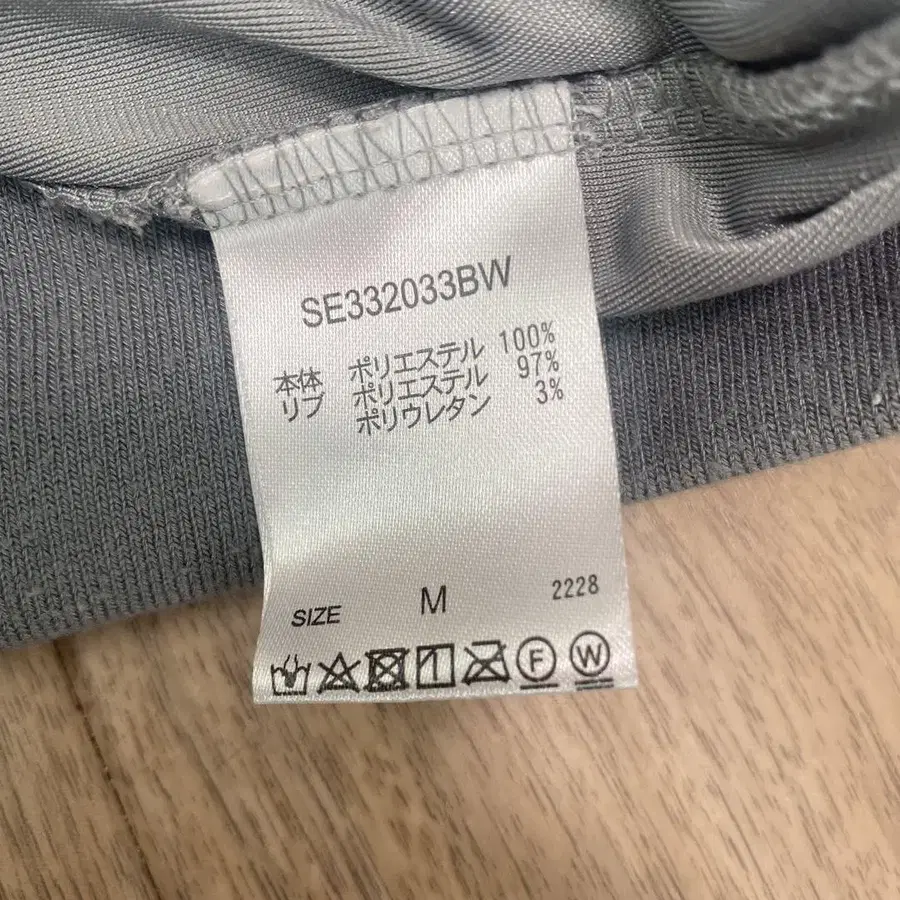 SE332033BW
本体 ポリエステル 100%
リブ ポリエステル 97%
ポリウレタン 3%
SIZE M 2228
F W